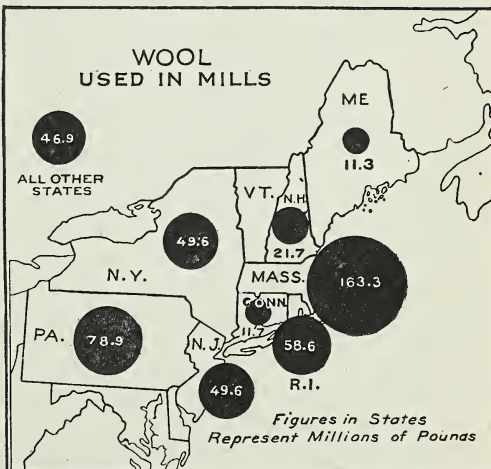 WOOL
USED IN MILLS
ME
11.3
46.9
ALL OTHER
STATES
VT.
N.H.
21.7
49.6
N.Y.
MASS.
163.3
CONN.
11.7
PA.
78.9
N.J.
58.6
R.I.
49.6
Figures in States
Represent Millions of Pounds